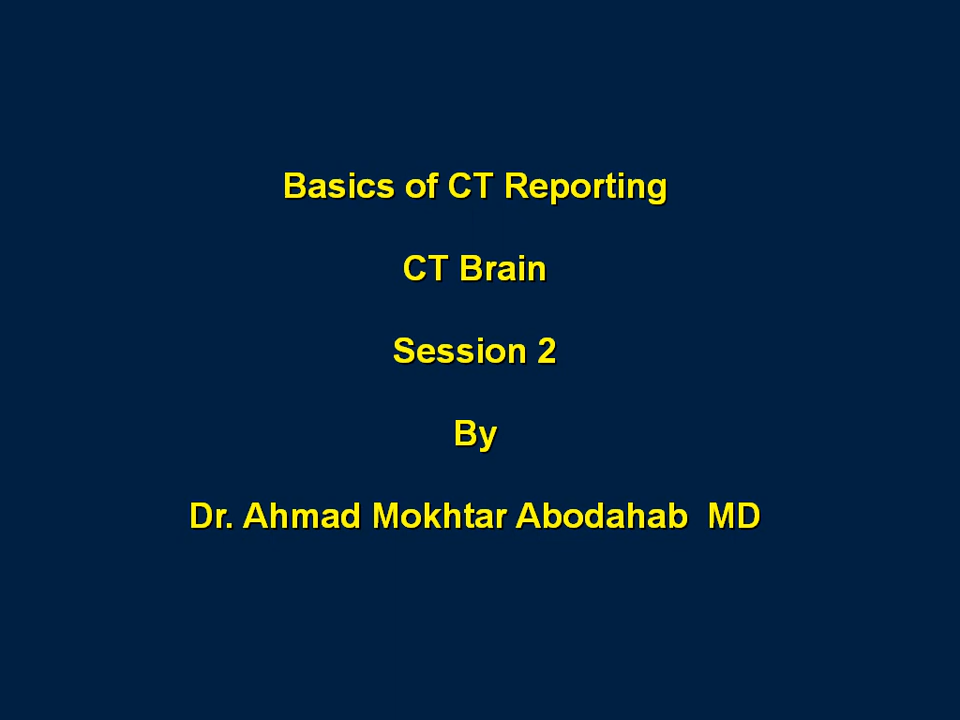 Basics of CT Reporting
CT Brain
Session 2
By
Dr. Ahmad Mokhtar Abodahab  MD